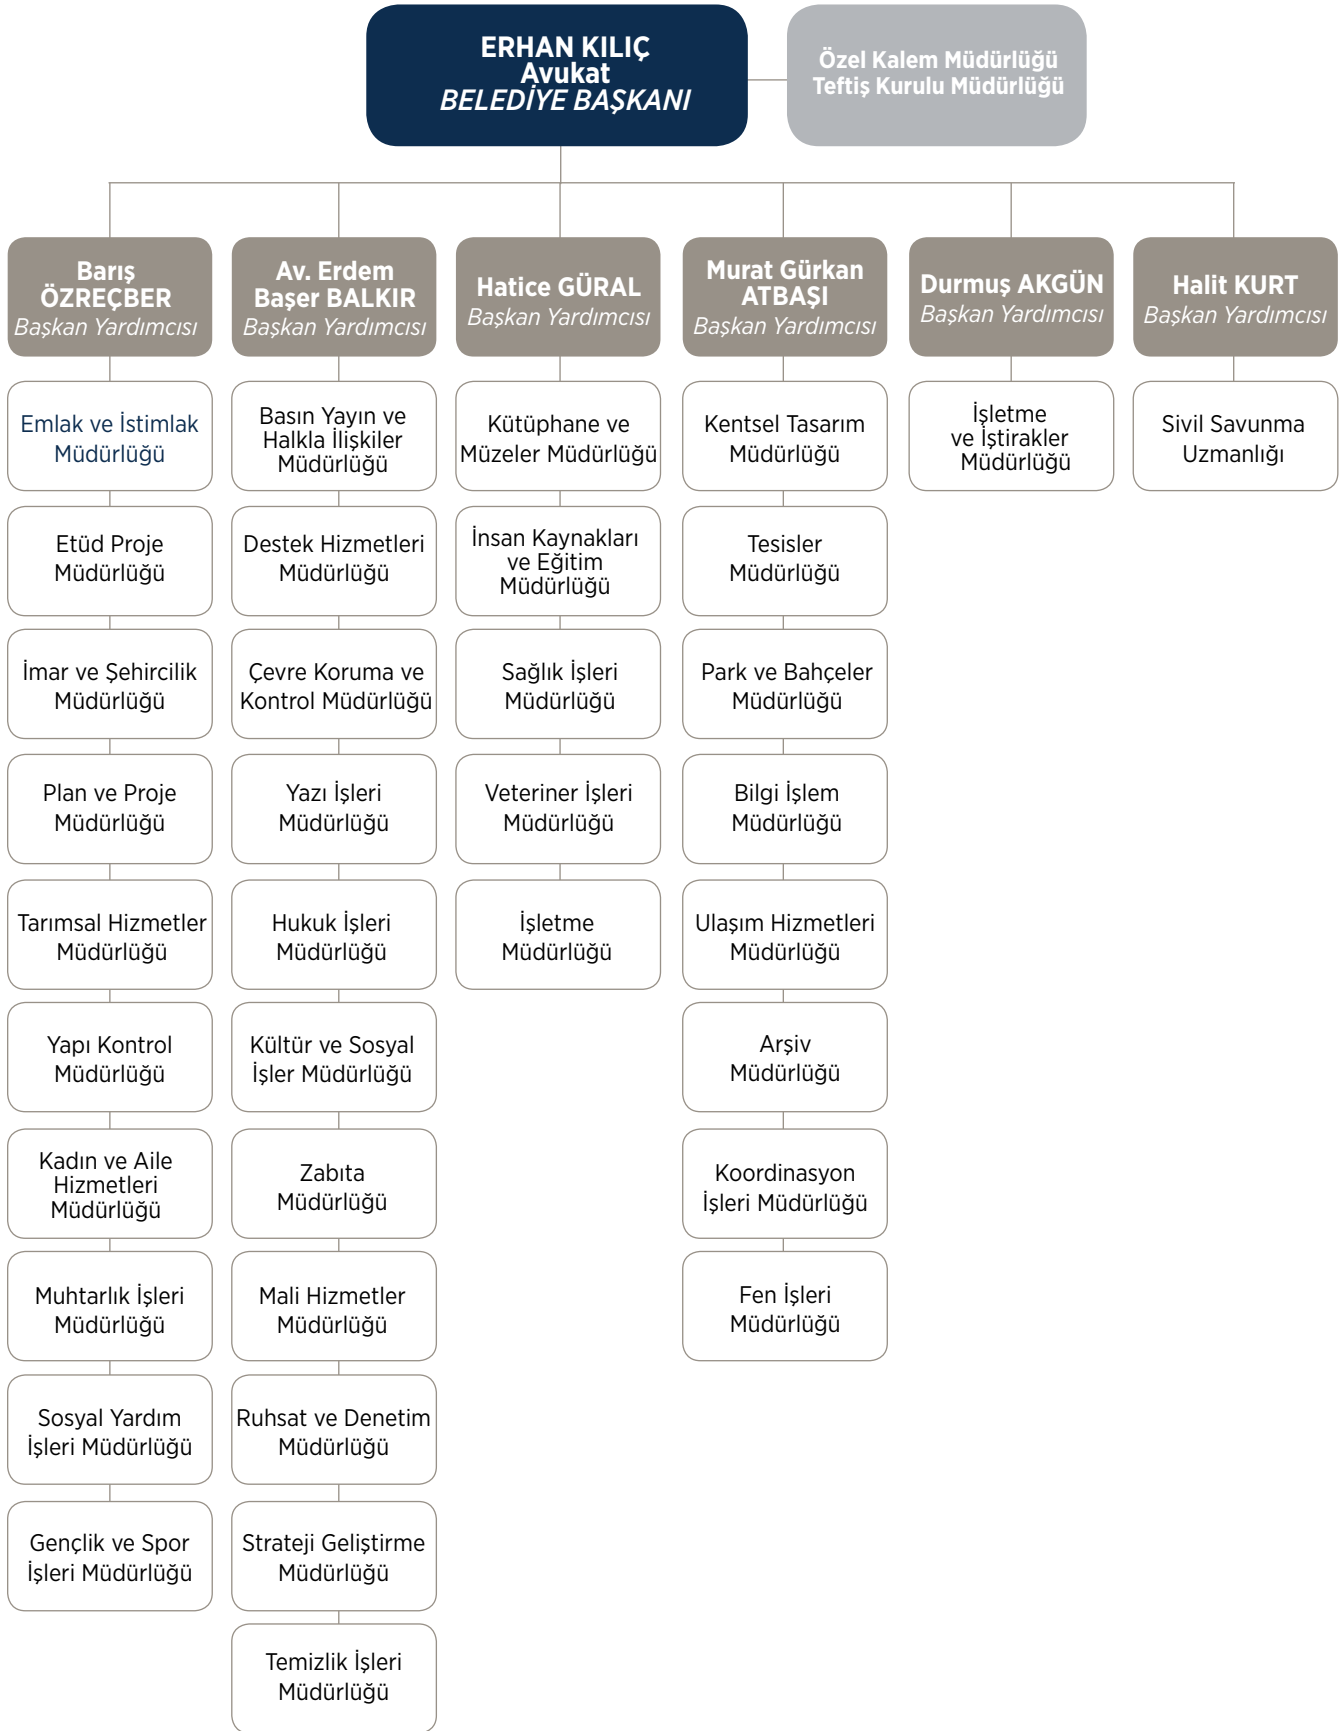 ERHAN KILIÇ
Avukat
BELEDİYE BAŞKANI
Özel Kalem Müdürlüğü
Teftiş Kurulu Müdürlüğü
Barış
ÖZREÇBER
Başkan Yardımcısı
Emlak ve İstimlak
Müdürlüğü
Etüd Proje
Müdürlüğü
İmar ve Şehircilik
Müdürlüğü
Plan ve Proje
Müdürlüğü
Tarımsal Hizmetler
Müdürlüğü
Yapı Kontrol
Müdürlüğü
Kadın ve Aile
Hizmetleri
Müdürlüğü
Muhtarlık İşleri
Müdürlüğü
Sosyal Yardım
İşleri Müdürlüğü
Gençlik ve Spor
İşleri Müdürlüğü
Av. Erdem
Başer BALKIR
Başkan Yardımcısı
Basın Yayın ve
Halkla İlişkiler
Müdürlüğü
Destek Hizmetleri
Müdürlüğü
Çevre Koruma ve
Kontrol Müdürlüğü
Yazı İşleri
Müdürlüğü
Hukuk İşleri
Müdürlüğü
Kültür ve Sosyal
İşler Müdürlüğü
Zabıta
Müdürlüğü
Mali Hizmetler
Müdürlüğü
Ruhsat ve Denetim
Müdürlüğü
Strateji Geliştirme
Müdürlüğü
Temizlik İşleri
Müdürlüğü
Hatice GÜRAL
Başkan Yardımcısı
Kütüphane ve
Müzeler Müdürlüğü
İnsan Kaynakları
ve Eğitim
Müdürlüğü
Sağlık İşleri
Müdürlüğü
Veteriner İşleri
Müdürlüğü
İşletme
Müdürlüğü
Murat Gürkan
ATBAŞI
Başkan Yardımcısı
Kentsel Tasarım
Müdürlüğü
Tesisler
Müdürlüğü
Park ve Bahçeler
Müdürlüğü
Bilgi İşlem
Müdürlüğü
Ulaşım Hizmetleri
Müdürlüğü
Arşiv
Müdürlüğü
Koordinasyon
İşleri Müdürlüğü
Fen İşleri
Müdürlüğü
Durmuş AKGÜN
Başkan Yardımcısı
İşletme
ve İştirakler
Müdürlüğü
Halit KURT
Başkan Yardımcısı
Sivil Savunma
Uzmanlığı